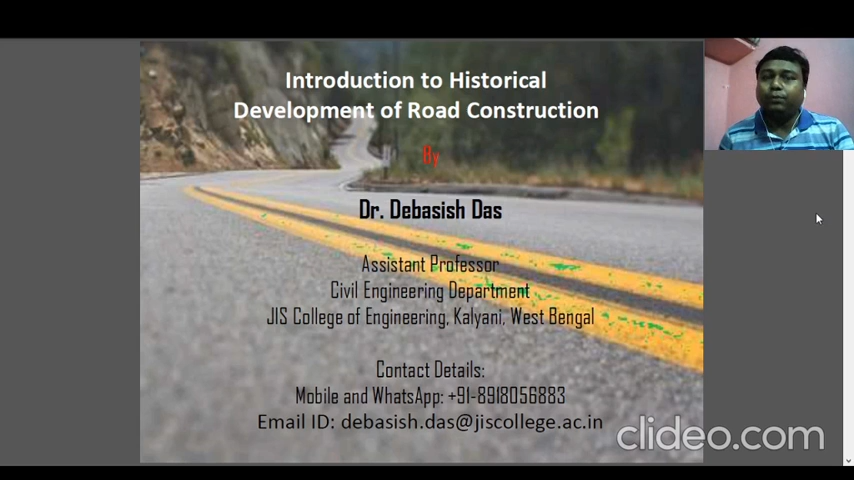 Introduction to Historical
Development of Road Construction
By
Dr. Debasish Das
Assistant Professor
Civil Engineering Department
JIS College of Engineering, Kalyani, West Bengal
Contact Details:
Mobile and WhatsApp: +91-8918056883
Email ID: debasish.das@jiscollege.ac.in
clideo.com